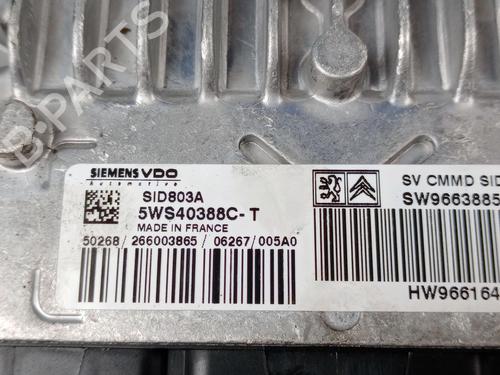 B-PARTS
SIEMENS VDO
Automotive
SID803A
5WS40388C-T
MADE IN FRANCE
50268/266003865/06267/005A0
SV CMMD SID
SW9663885
HW966164